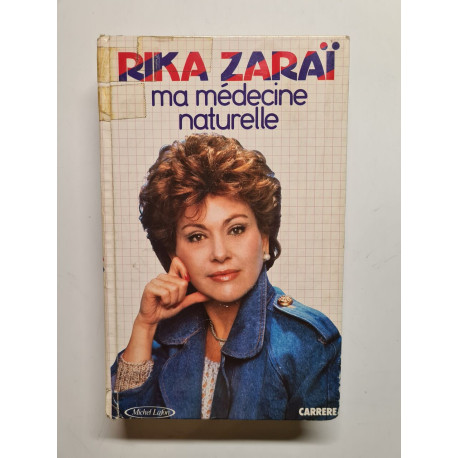 RIKA ZARAÏ
ma médecine
naturelle
Michel Lafon
CARRERE